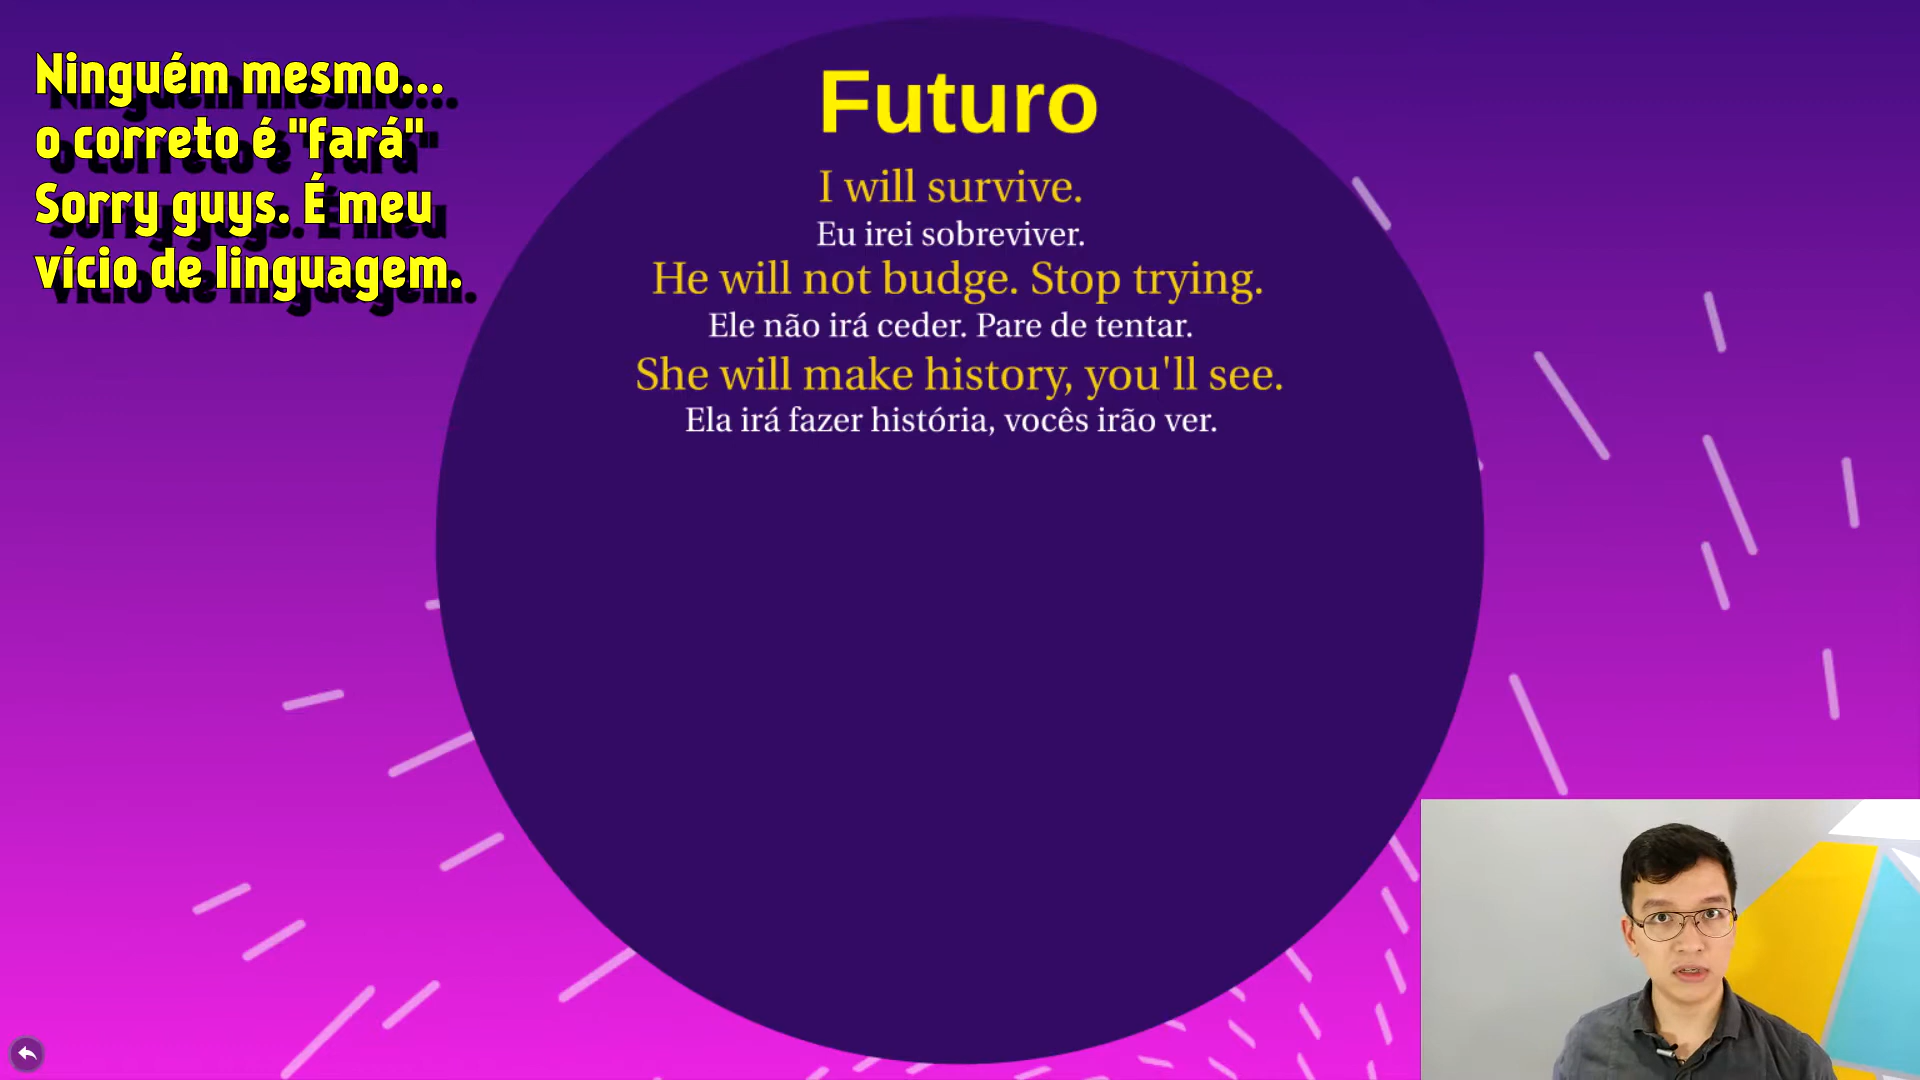 Ninguém mesmo...
o correto é "fará"
Sorry guys. É meu
vício de linguagem.
Futuro
I will survive.
Eu irei sobreviver.
He will not budge. Stop trying.
Ele não irá ceder. Pare de tentar.
She will make history, you'll see.
Ela irá fazer história, vocês irão ver.